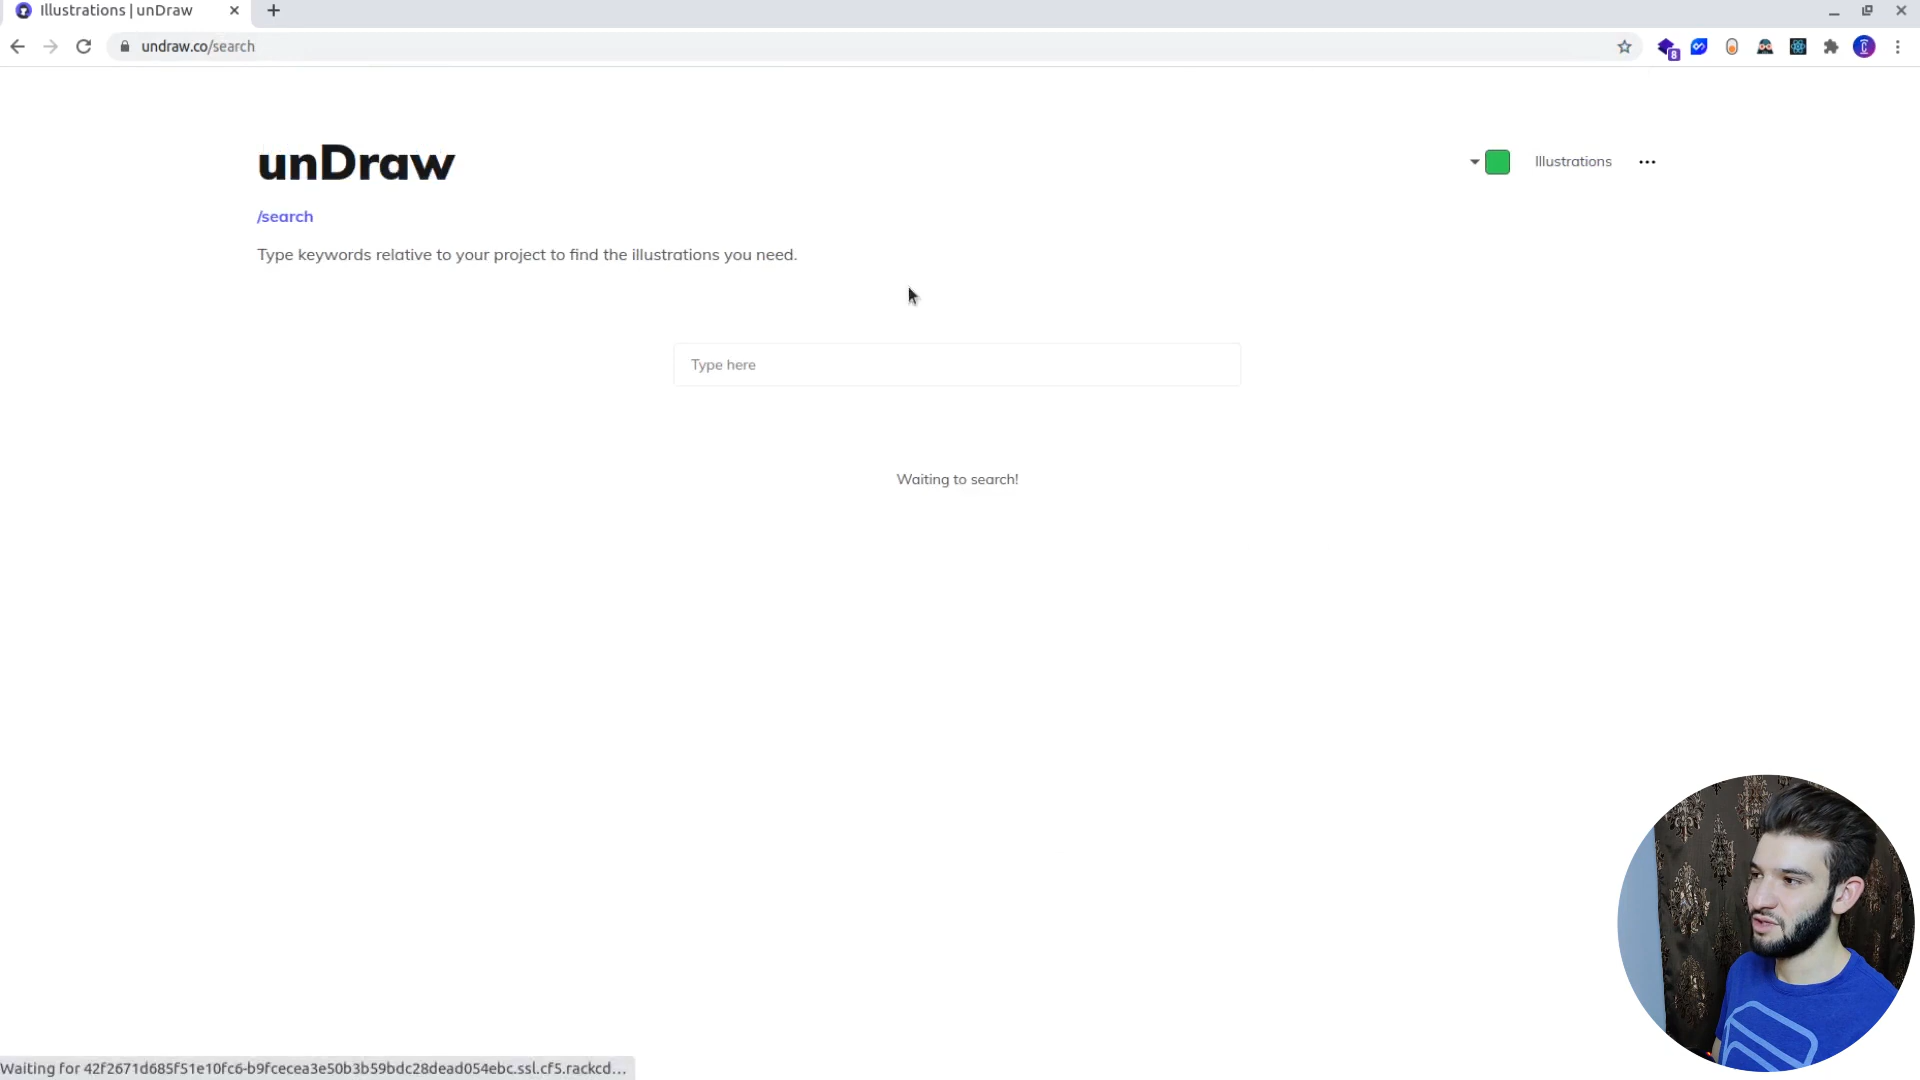 Illustrations | unDraw
undraw.co/search
8
unDraw
Illustrations
/search
Type keywords relative to your project to find the illustrations you need.
Type here
Waiting to search!
Waiting for 42f2671d685f51e10fc6-b9fcecea3e50b3b59bdc28dead054ebc.ssl.cf5.rackcd...